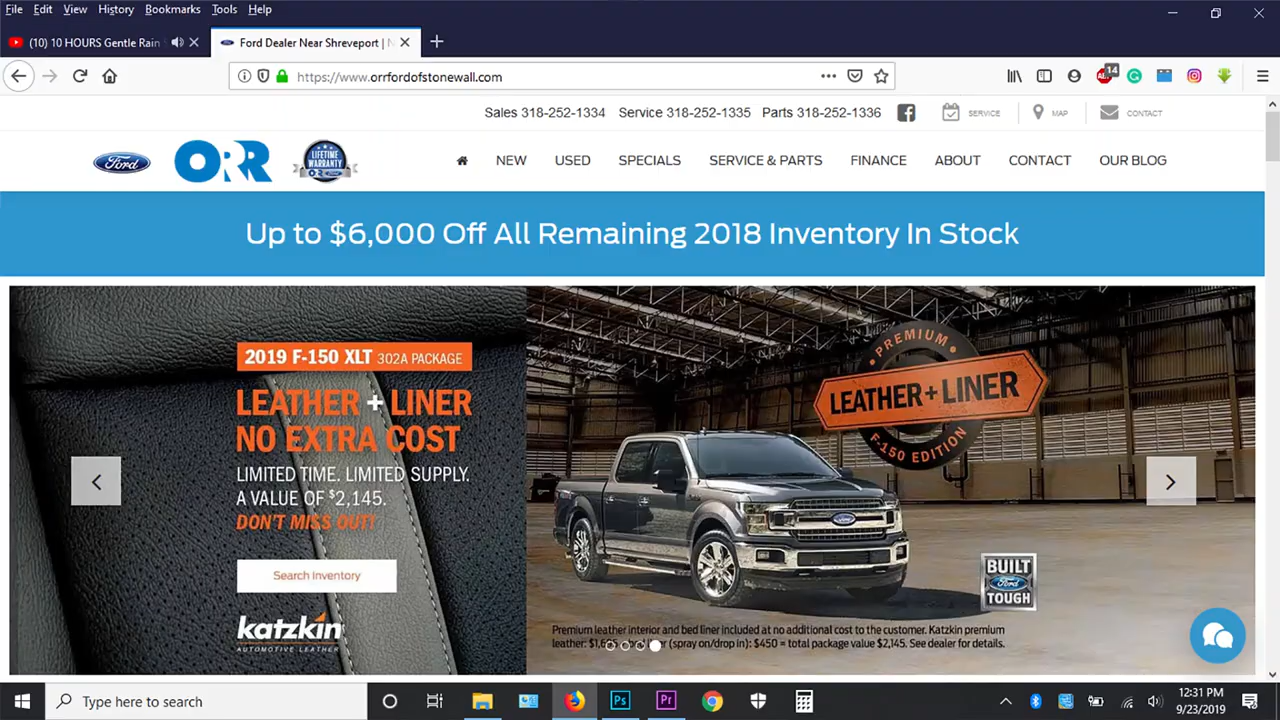 File Edit View History Bookmarks Tools Help
(10) 10 HOURS Gentle Rain
Ford Dealer Near Shreveport | N
https://www.orrfordofstonewall.com
14
Sales 318-252-1334 Service 318-252-1335 Parts 318-252-1336 SERVICE MAP CONTACT
Ford ORR LIFETIME WARRANTY
NEW USED SPECIALS SERVICE & PARTS FINANCE ABOUT CONTACT OUR BLOG
Up to $6,000 Off All Remaining 2018 Inventory In Stock
2019 F-150 XLT 302A PACKAGE
LEATHER + LINER
NO EXTRA COST
LIMITED TIME. LIMITED SUPPLY.
A VALUE OF $2,145.
DON'T MISS OUT!
Search Inventory
katzkin
AUTOMOTIVE LEATHER
PREMIUM
LEATHER + LINER
F-150 EDITION
BUILT
Ford
TOUGH
Premium leather interior and bed liner included at no additional cost to the customer. Katzkin premium
leather: liner (spray on/drop in): $450 = total package value $2,145. See dealer for details.
Type here to search
Ps
Pr
12:31 PM
9/23/2019